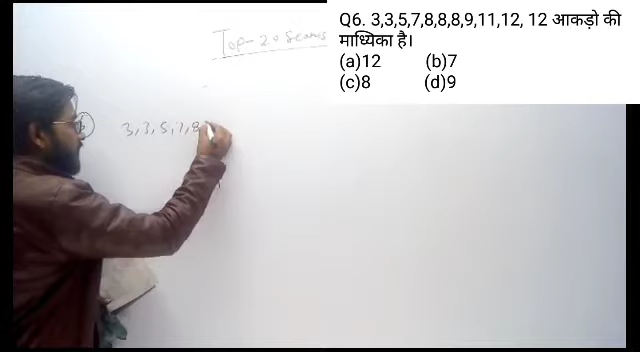 Q6. 3,3,5,7,8,8,8,9,11,12, 12 आकड़ो की
माध्यिका है।
(a)12 (b)7
(c)8 (d)9
Top-20
3,3,5,7,8